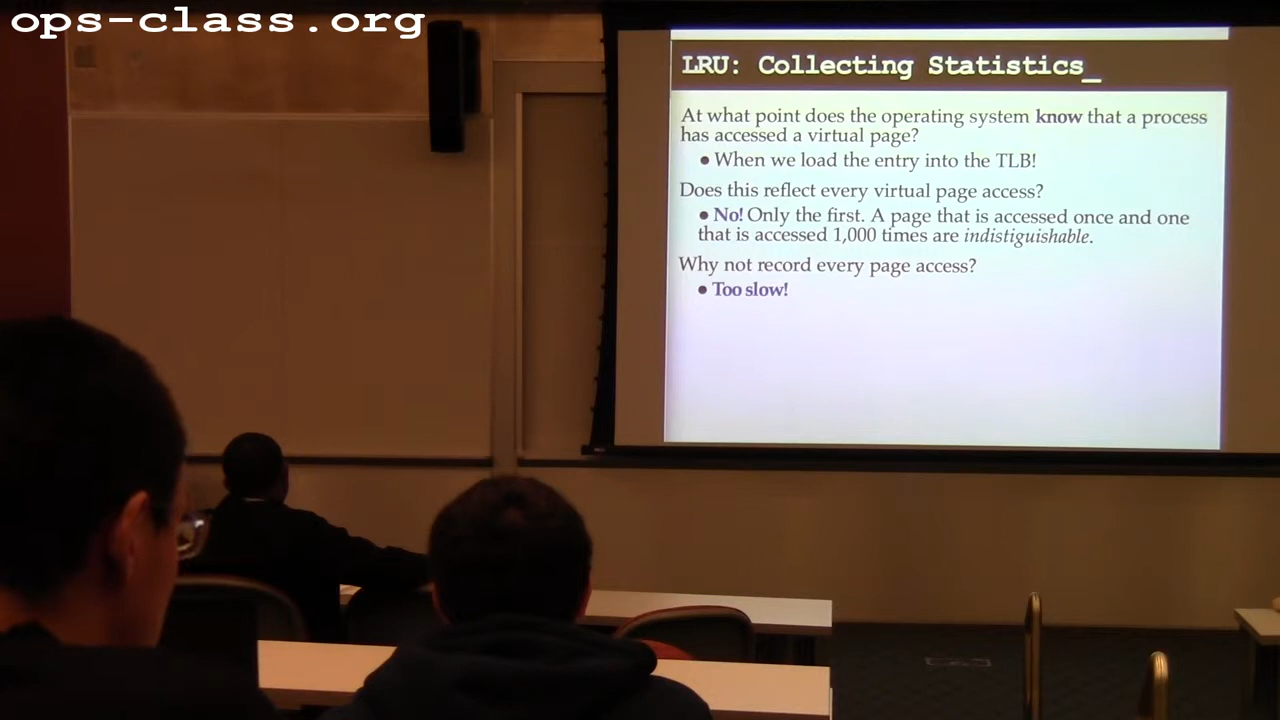 ops-class.org
LRU: Collecting Statistics_
At what point does the operating system know that a process
has accessed a virtual page?
• When we load the entry into the TLB!
Does this reflect every virtual page access?
• No! Only the first. A page that is accessed once and one
that is accessed 1,000 times are indistiguishable.
Why not record every page access?
• Too slow!